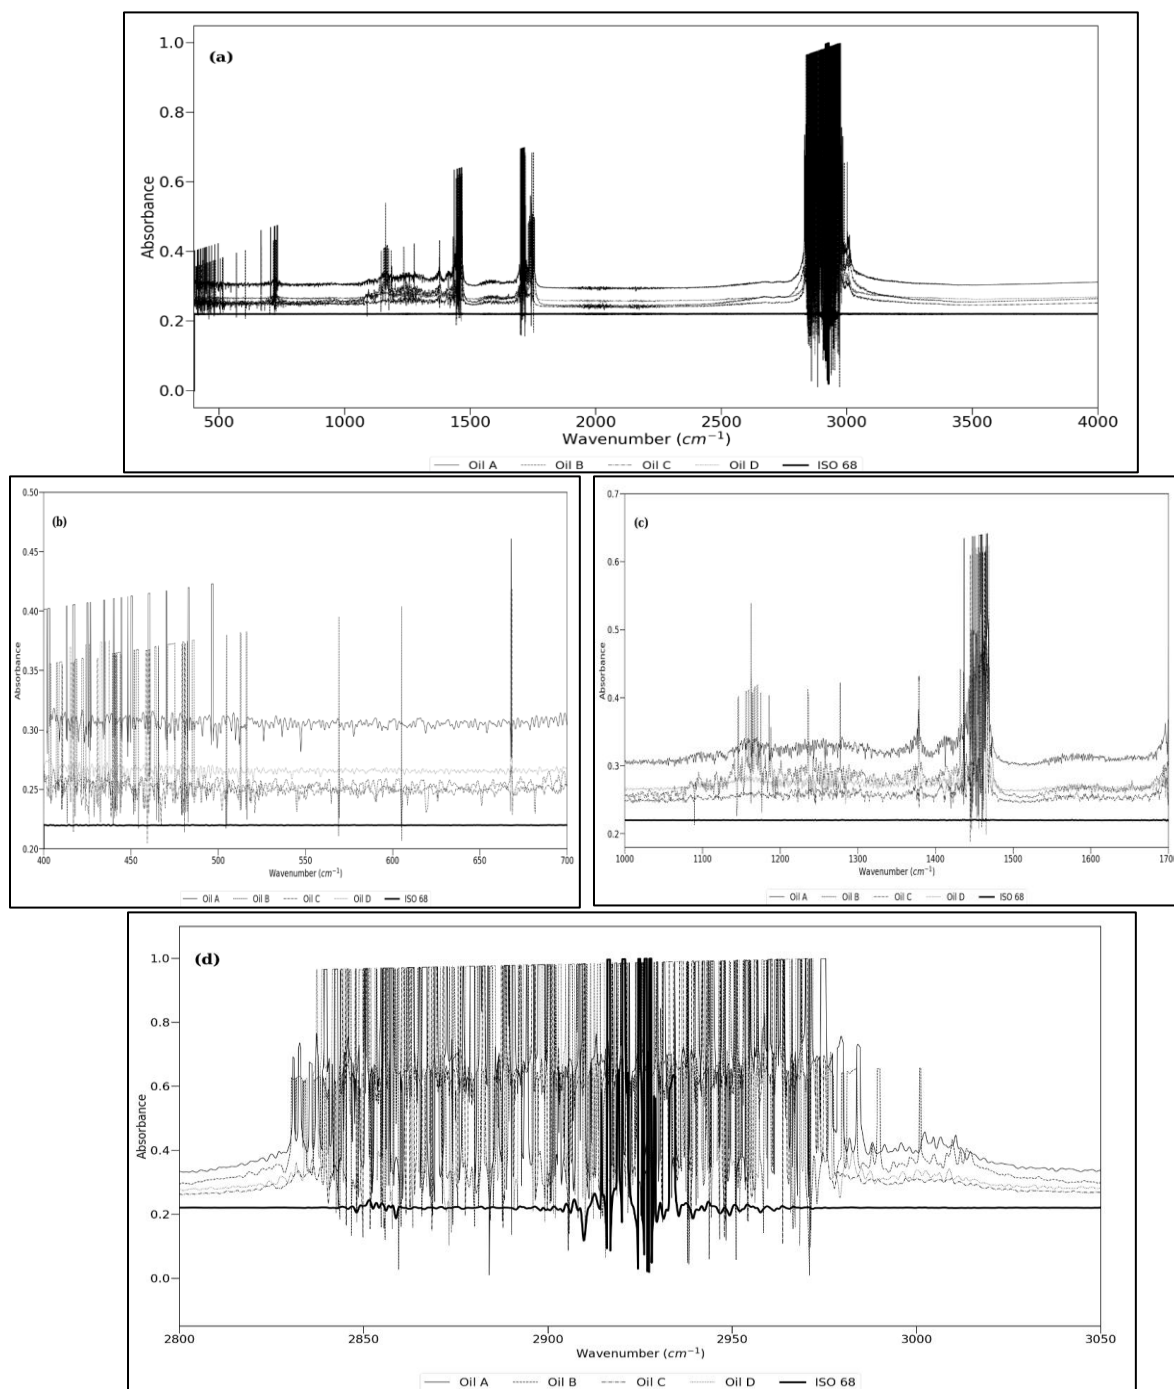 (a)
1.0
0.8
0.6
0.4
0.2
0.0
Absorbance
500 1000 1500 2000 2500 3000 3500 4000
Wavenumber (cm⁻¹)
Oil A Oil B Oil C Oil D ISO 68
(b)
0.50
0.45
0.40
0.35
0.30
0.25
0.20
Absorbance
400 450 500 550 600 650 700
Wavenumber (cm⁻¹)
Oil A Oil B Oil C Oil D ISO 68
(c)
0.7
0.6
0.5
0.4
0.3
0.2
Absorbance
1000 1100 1200 1300 1400 1500 1600 1700
Wavenumber (cm⁻¹)
Oil A Oil B Oil C Oil D ISO 68
(d)
1.0
0.8
0.6
0.4
0.2
0.0
Absorbance
2800 2850 2900 2950 3000 3050
Wavenumber (cm⁻¹)
Oil A Oil B Oil C Oil D ISO 68